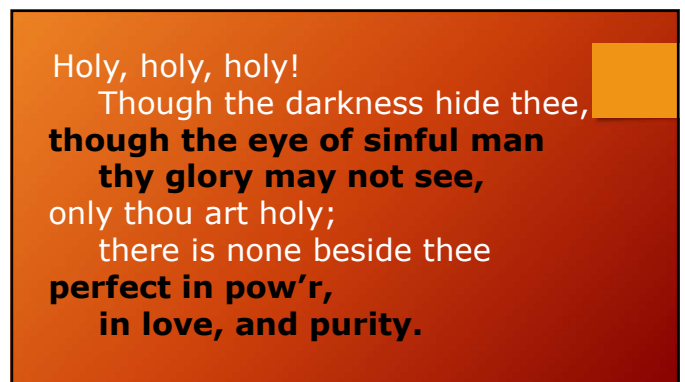 Holy, holy, holy!
Though the darkness hide thee,
though the eye of sinful man
thy glory may not see,
only thou art holy;
there is none beside thee
perfect in pow’r,
in love, and purity.